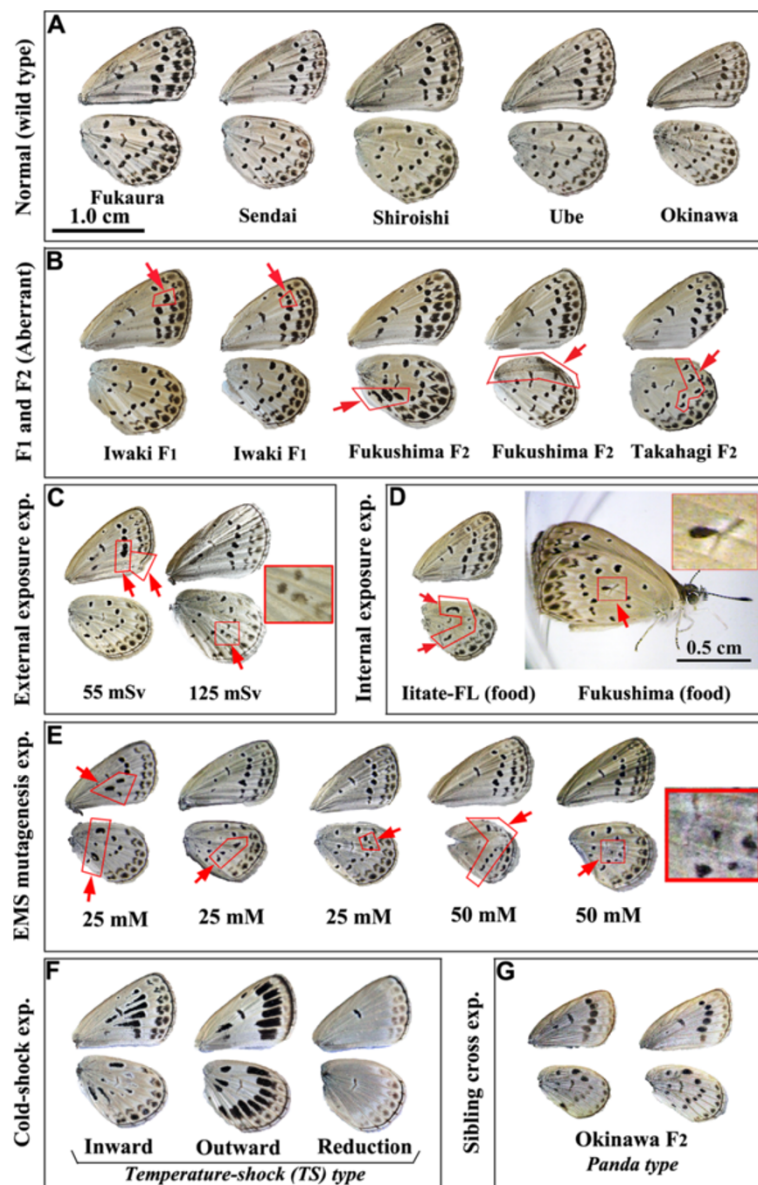 Normal (wild type)
A
Fukaura
Sendai
Shiroishi
Ube
Okinawa
1.0 cm
F1 and F2 (Aberrant)
B
Iwaki F1
Iwaki F1
Fukushima F2
Fukushima F2
Takahagi F2
External exposure exp.
C
55 mSv
125 mSv
Internal exposure exp.
D
0.5 cm
Iitate-FL (food)
Fukushima (food)
EMS mutagenesis exp.
E
25 mM
25 mM
25 mM
50 mM
50 mM
Cold-shock exp.
F
Inward
Outward
Reduction
Temperature-shock (TS) type
Sibling cross exp.
G
Okinawa F2
Panda type